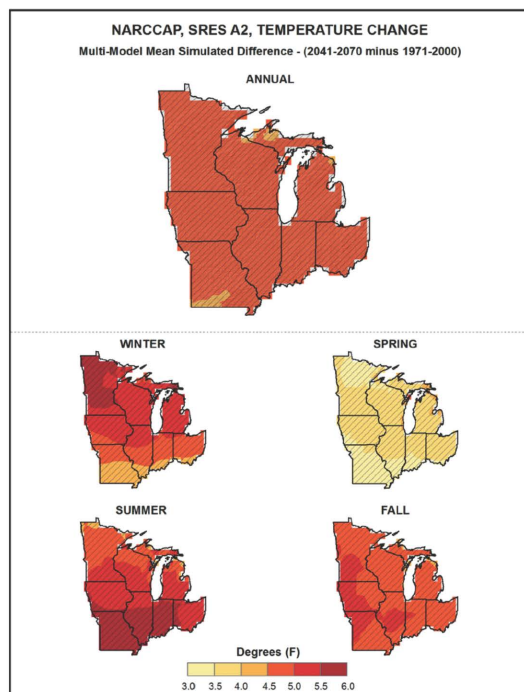 NARCCAP, SRES A2, TEMPERATURE CHANGE
Multi-Model Mean Simulated Difference - (2041-2070 minus 1971-2000)
ANNUAL
WINTER
SPRING
SUMMER
FALL
Degrees (F)
3.0 3.5 4.0 4.5 5.0 5.5 6.0